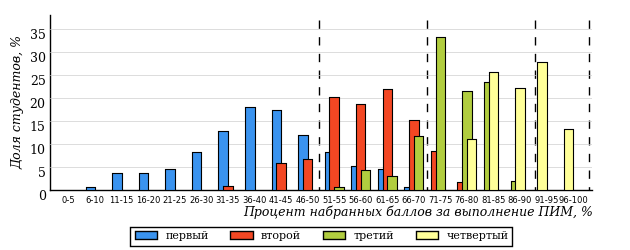 Доля студентов, %
35
30
25
20
15
10
5
0
0-5 6-10 11-15 16-20 21-25 26-30 31-35 36-40 41-45 46-50 51-55 56-60 61-65 66-70 71-75 76-80 81-85 86-90 91-95 96-100
Процент набранных баллов за выполнение ПИМ, %
первый второй третий четвертый